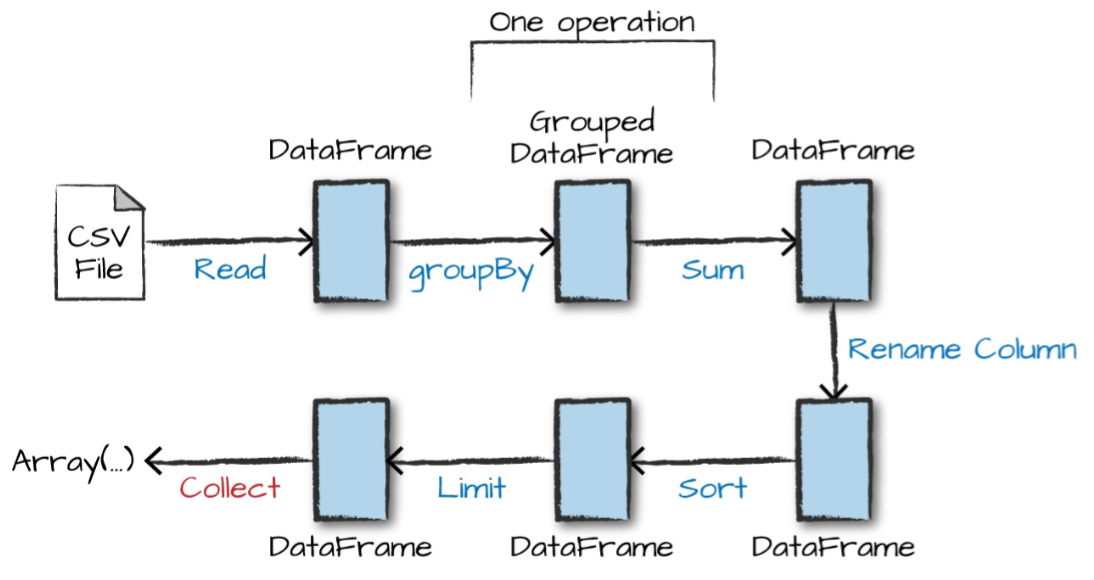 One operation
DataFrame
Grouped
DataFrame
DataFrame
CSV
File
Read
groupBy
Sum
Rename Column
Array(...)
Collect
Limit
Sort
DataFrame
DataFrame
DataFrame